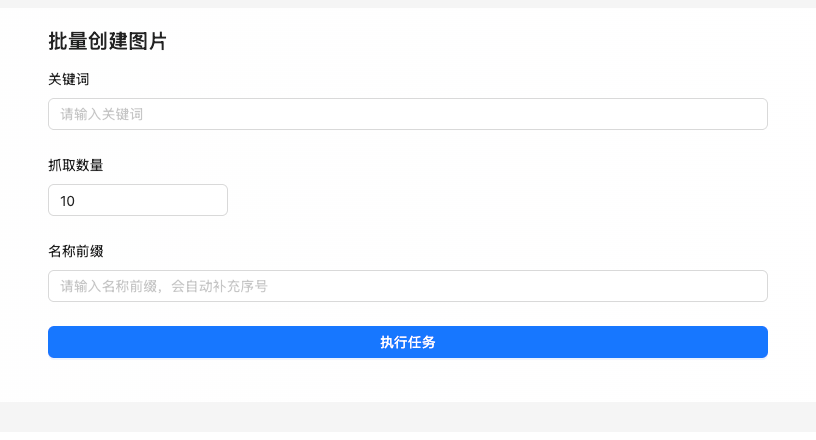 批量创建图片
关键词
请输入关键词
抓取数量
10
名称前缀
请输入名称前缀，会自动补充序号
执行任务